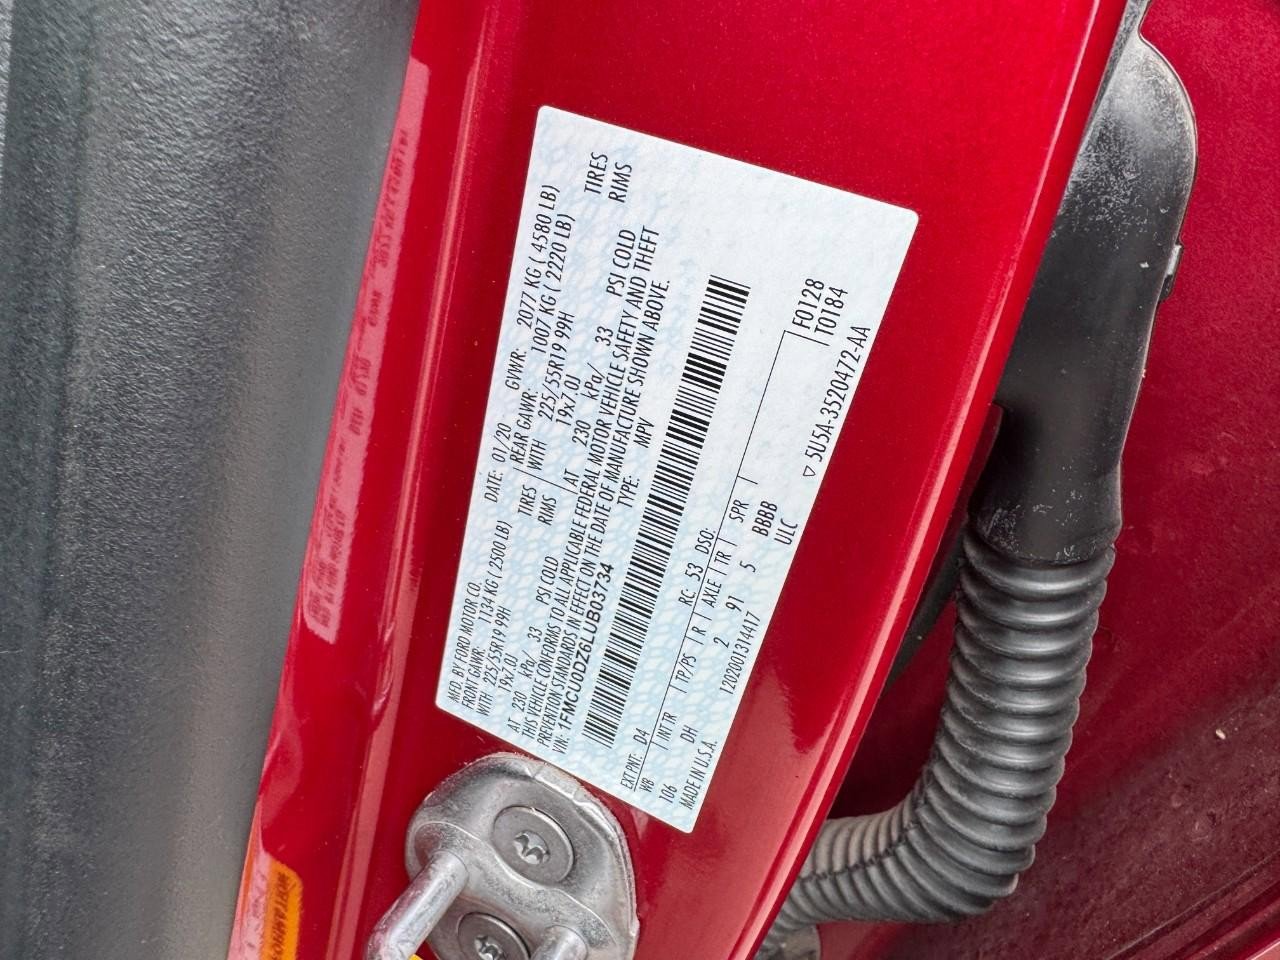 MFD. BY FORD MOTOR CO. DATE: 01/20 GVWR: 2077 KG ( 4580 LB)
FRONT GAWR: 1134 KG ( 2500 LB) REAR GAWR: 1007 KG ( 2220 LB)
WITH 225/55R19 99H TIRES WITH 225/55R19 99H TIRES
19x7.0J RIMS 19x7.0J RIMS
AT 230 kPa/ 33 PSI COLD AT 230 kPa/ 33 PSI COLD
THIS VEHICLE CONFORMS TO ALL APPLICABLE FEDERAL MOTOR VEHICLE SAFETY AND THEFT
PREVENTION STANDARDS IN EFFECT ON THE DATE OF MANUFACTURE SHOWN ABOVE.
VIN: 1FMCU0DZ6LUB03734 TYPE: MPV
EXT PNT: D4 RC: 53 DSO: F0128
WB INT TR TP/PS R AXLE TR SPR T0184
106 DH 2 91 5 BBBB
MADE IN U.S.A. 1202001314417 ULC ▽ 5U5A-3520472-AA